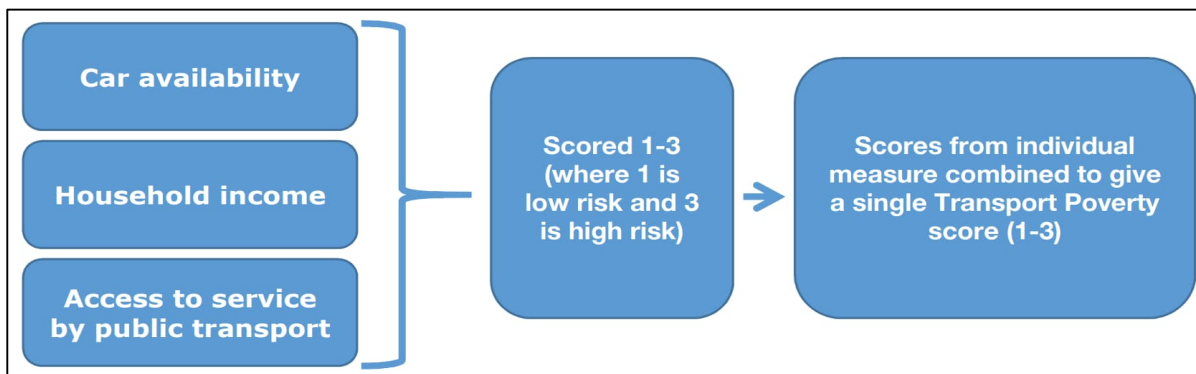 Car availability
Household income
Access to service
by public transport
Scored 1-3
(where 1 is
low risk and 3
is high risk)
Scores from individual
measure combined to give
a single Transport Poverty
score (1-3)